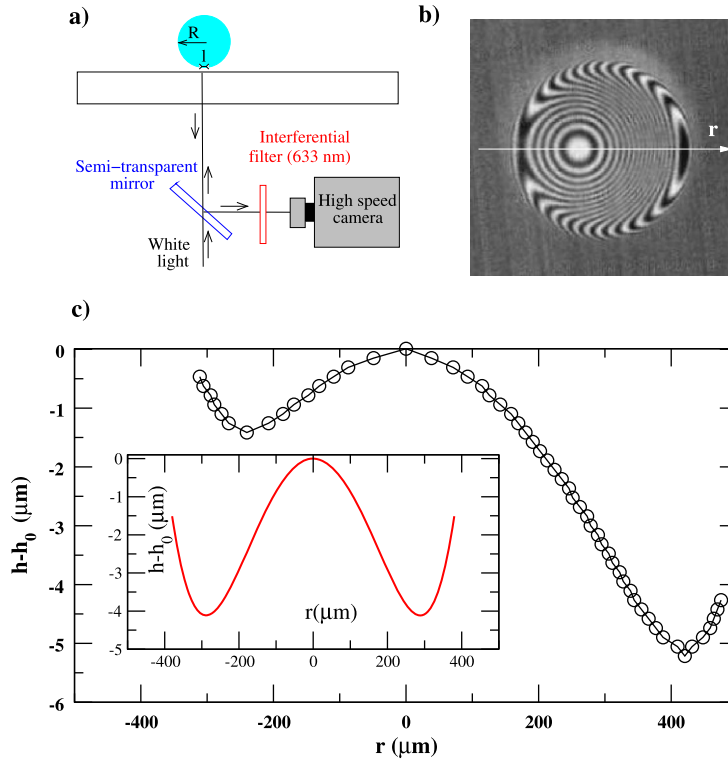 a)
R
l
Semi-transparent
mirror
Interferential
filter (633 nm)
High speed
camera
White
light
b)
r
c)
0
-1
-2
-3
-4
-5
-6
h-h0 (μm)
-400
-200
0
200
400
r (μm)
0
-1
-2
-3
-4
-5
h-h0 (μm)
-400
-200
0
200
400
r(μm)